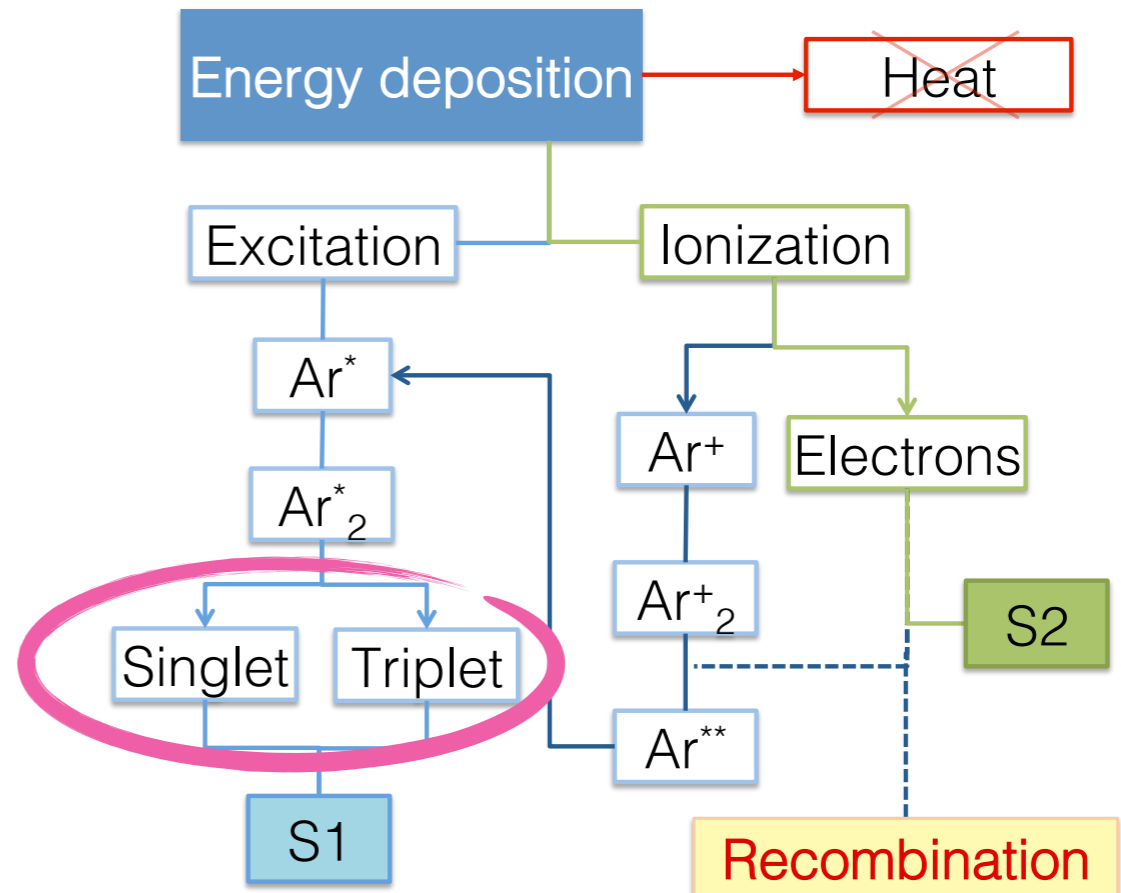 Energy deposition
Heat
Excitation
Ionization
Ar*
Ar+
Electrons
Ar*2
Ar+2
S2
Singlet
Triplet
Ar**
S1
Recombination